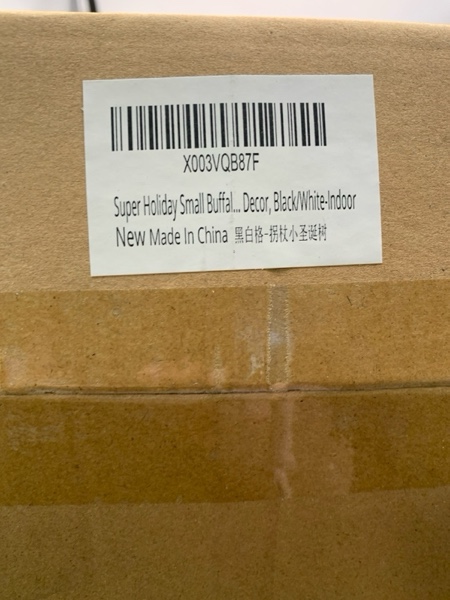 X003VQB87F
Super Holiday Small Buffal... Decor, Black/White-Indoor
New Made In China 黑白格-拐杖小圣诞树